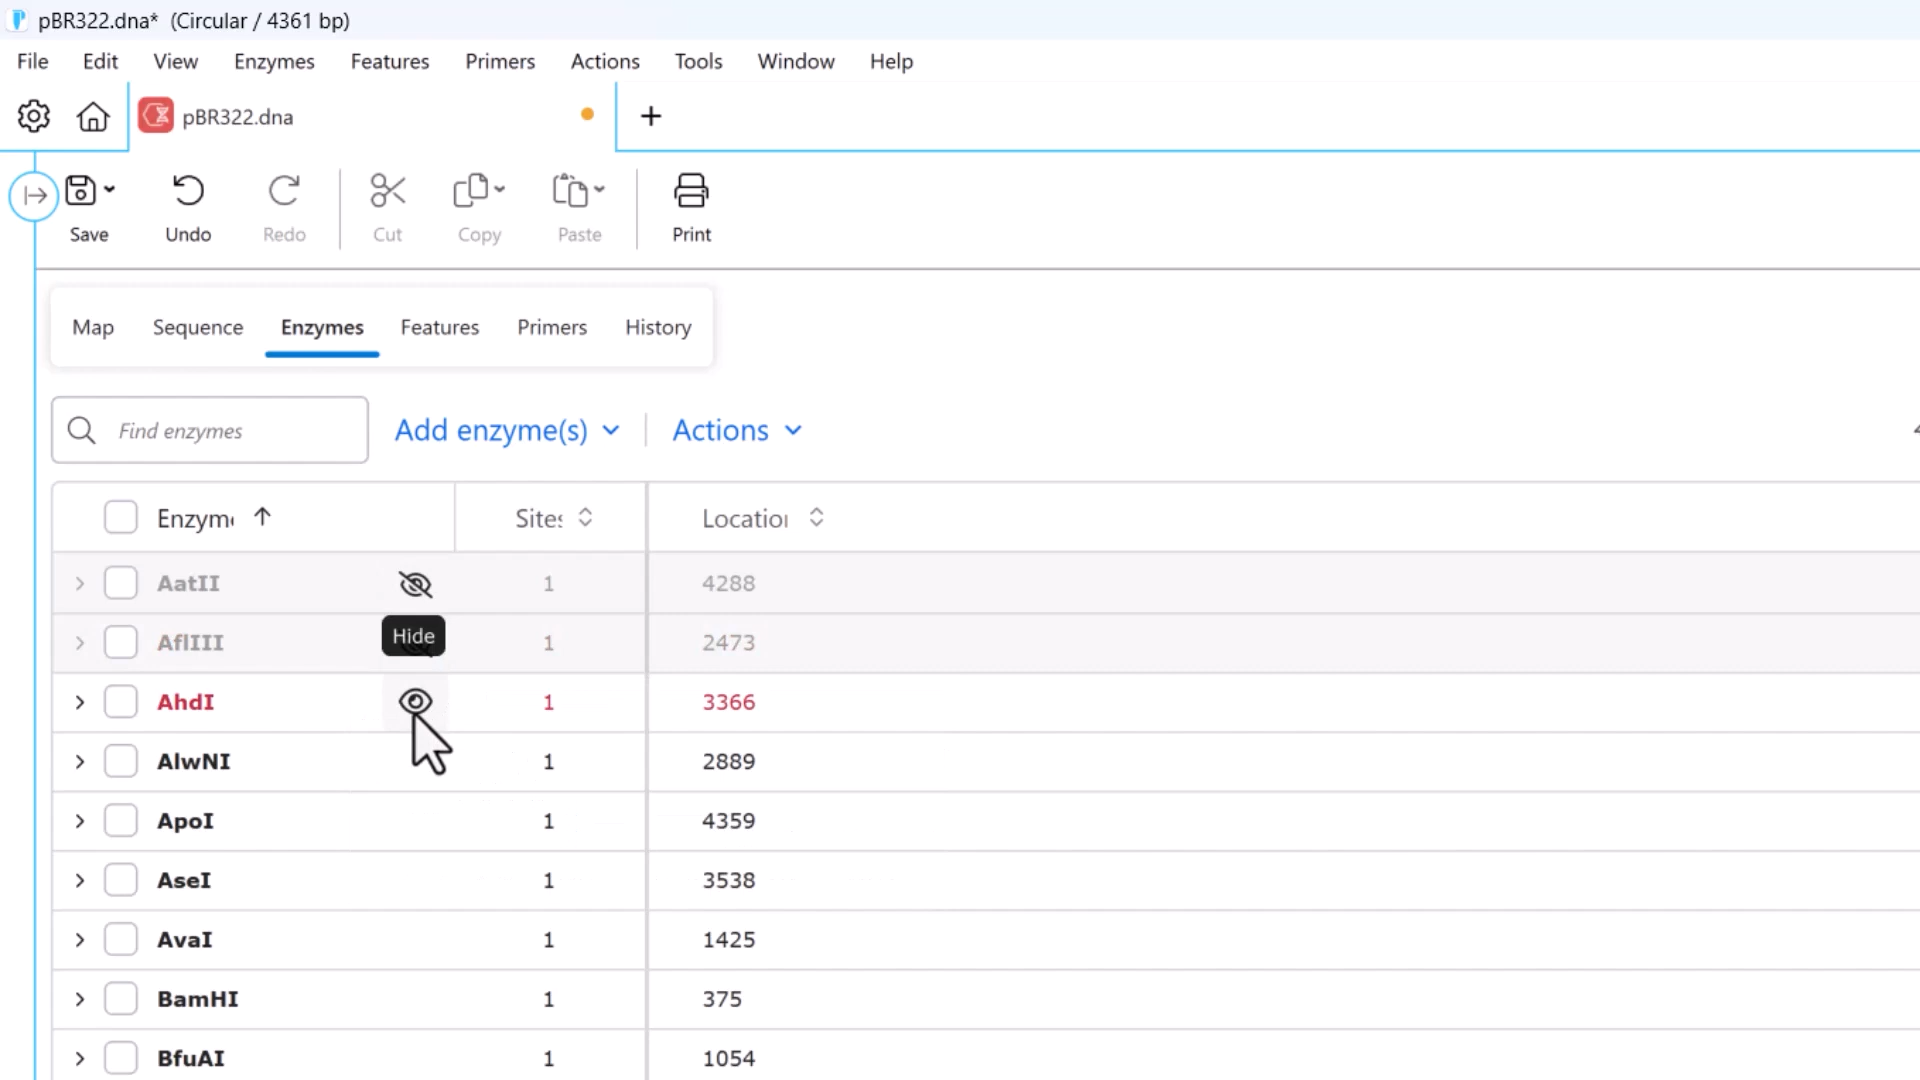 pBR322.dna* (Circular / 4361 bp)
File Edit View Enzymes Features Primers Actions Tools Window Help
pBR322.dna
Save Undo Redo Cut Copy Paste Print
Map Sequence Enzymes Features Primers History
Find enzymes Add enzyme(s) Actions
Enzym Sites Location
AatII 1 4288
Hide
AflIII 1 2473
AhdI 1 3366
AlwNI 1 2889
ApoI 1 4359
AseI 1 3538
AvaI 1 1425
BamHI 1 375
BfuAI 1 1054